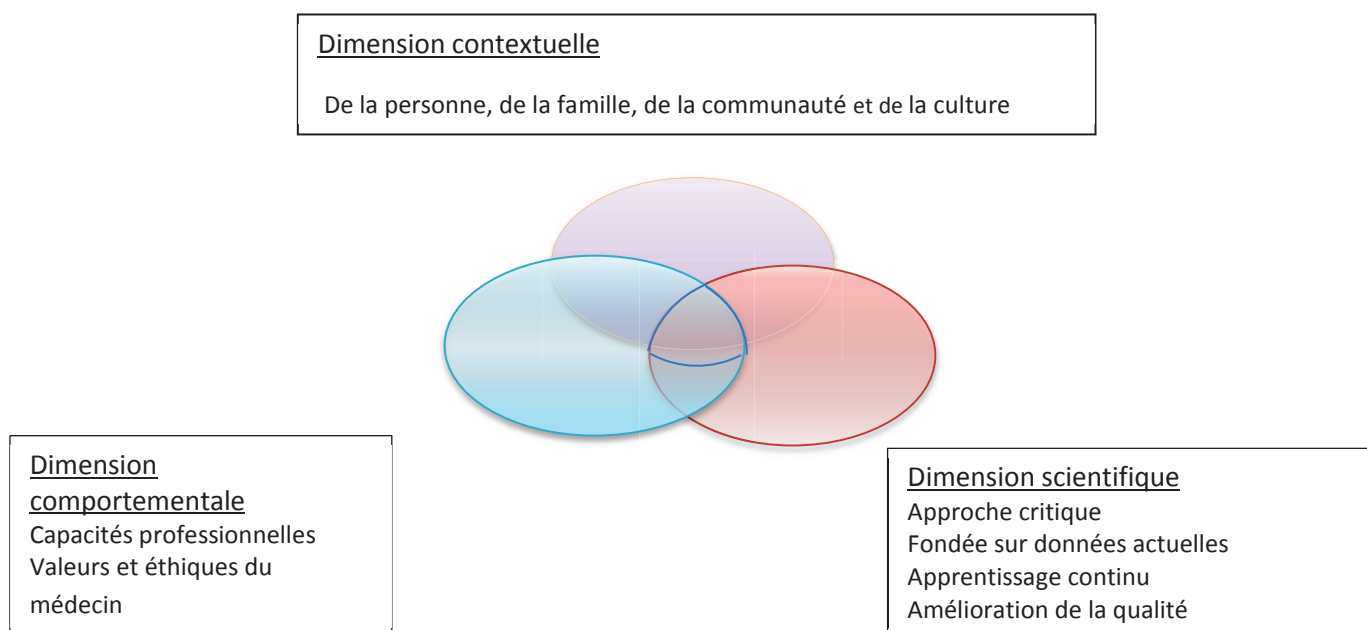 Dimension contextuelle
De la personne, de la famille, de la communauté et de la culture
Dimension
comportementale
Capacités professionnelles
Valeurs et éthiques du
médecin
Dimension scientifique
Approche critique
Fondée sur données actuelles
Apprentissage continu
Amélioration de la qualité